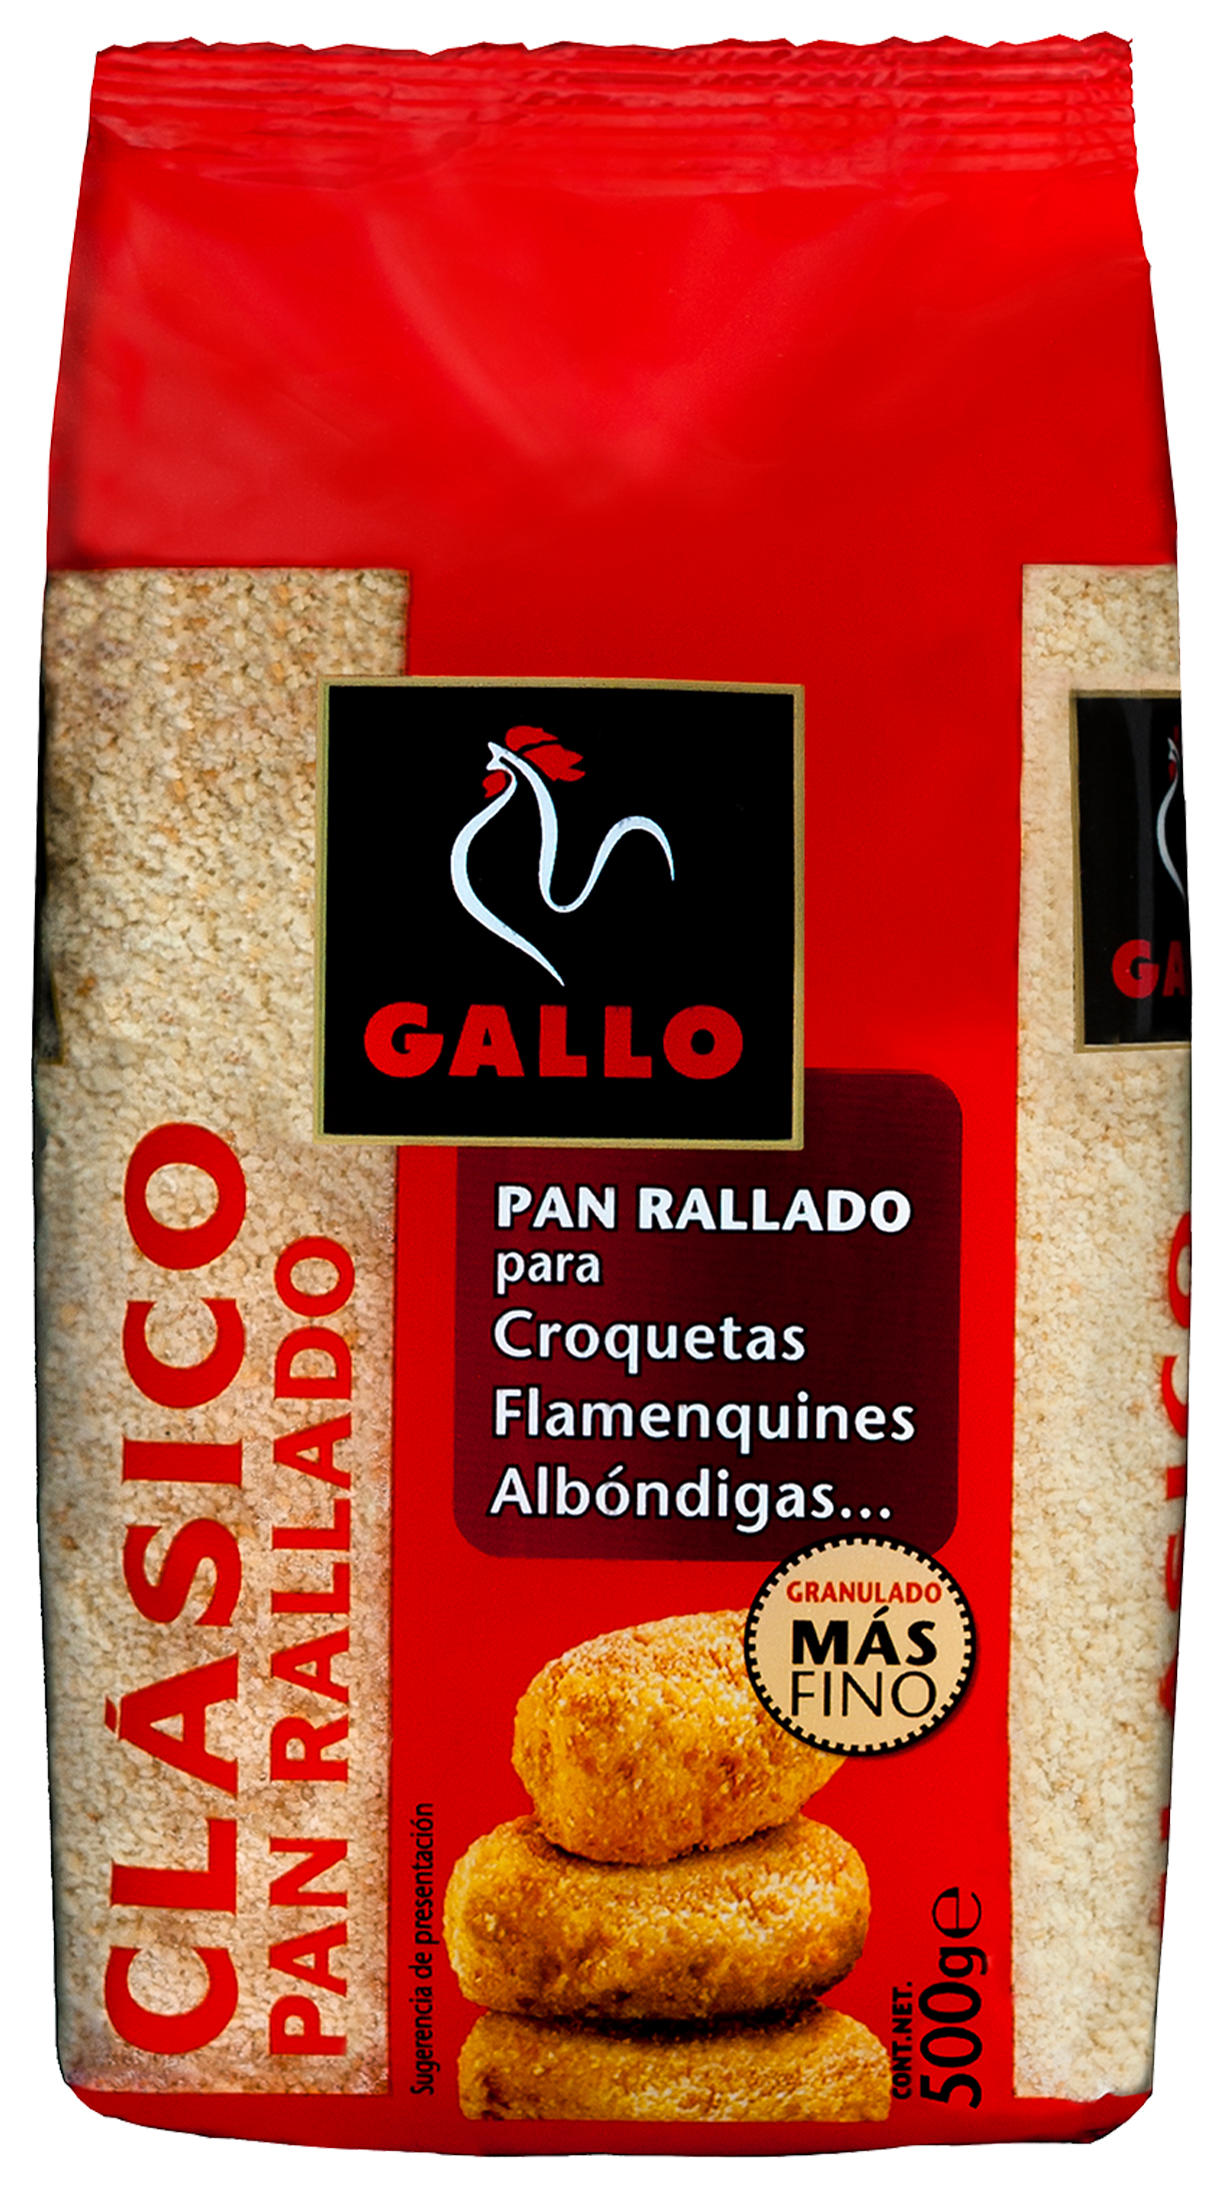 GALLO
PAN RALLADO
para
Croquetas
Flamenquines
Albóndigas...
GRANULADO
MÁS
FINO
CLÁSICO
PAN RALLADO
Sugerencia de presentación
CONT.NET.
500g e
GA